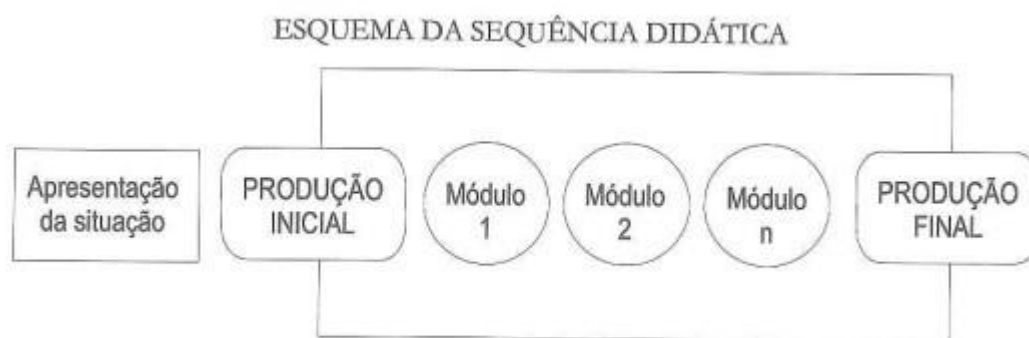 ESQUEMA DA SEQUÊNCIA DIDÁTICA
Apresentação
da situação
PRODUÇÃO
INICIAL
Módulo
1
Módulo
2
Módulo
n
PRODUÇÃO
FINAL